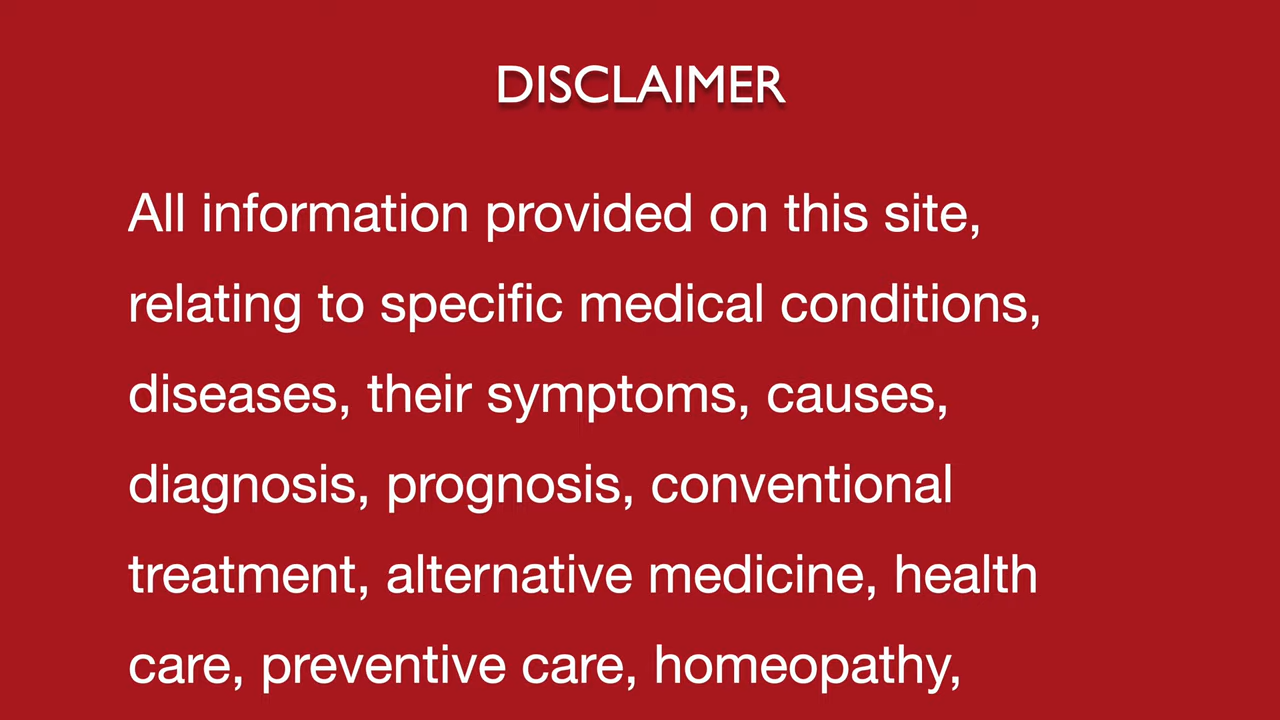 DISCLAIMER
All information provided on this site,
relating to specific medical conditions,
diseases, their symptoms, causes,
diagnosis, prognosis, conventional
treatment, alternative medicine, health
care, preventive care, homeopathy,